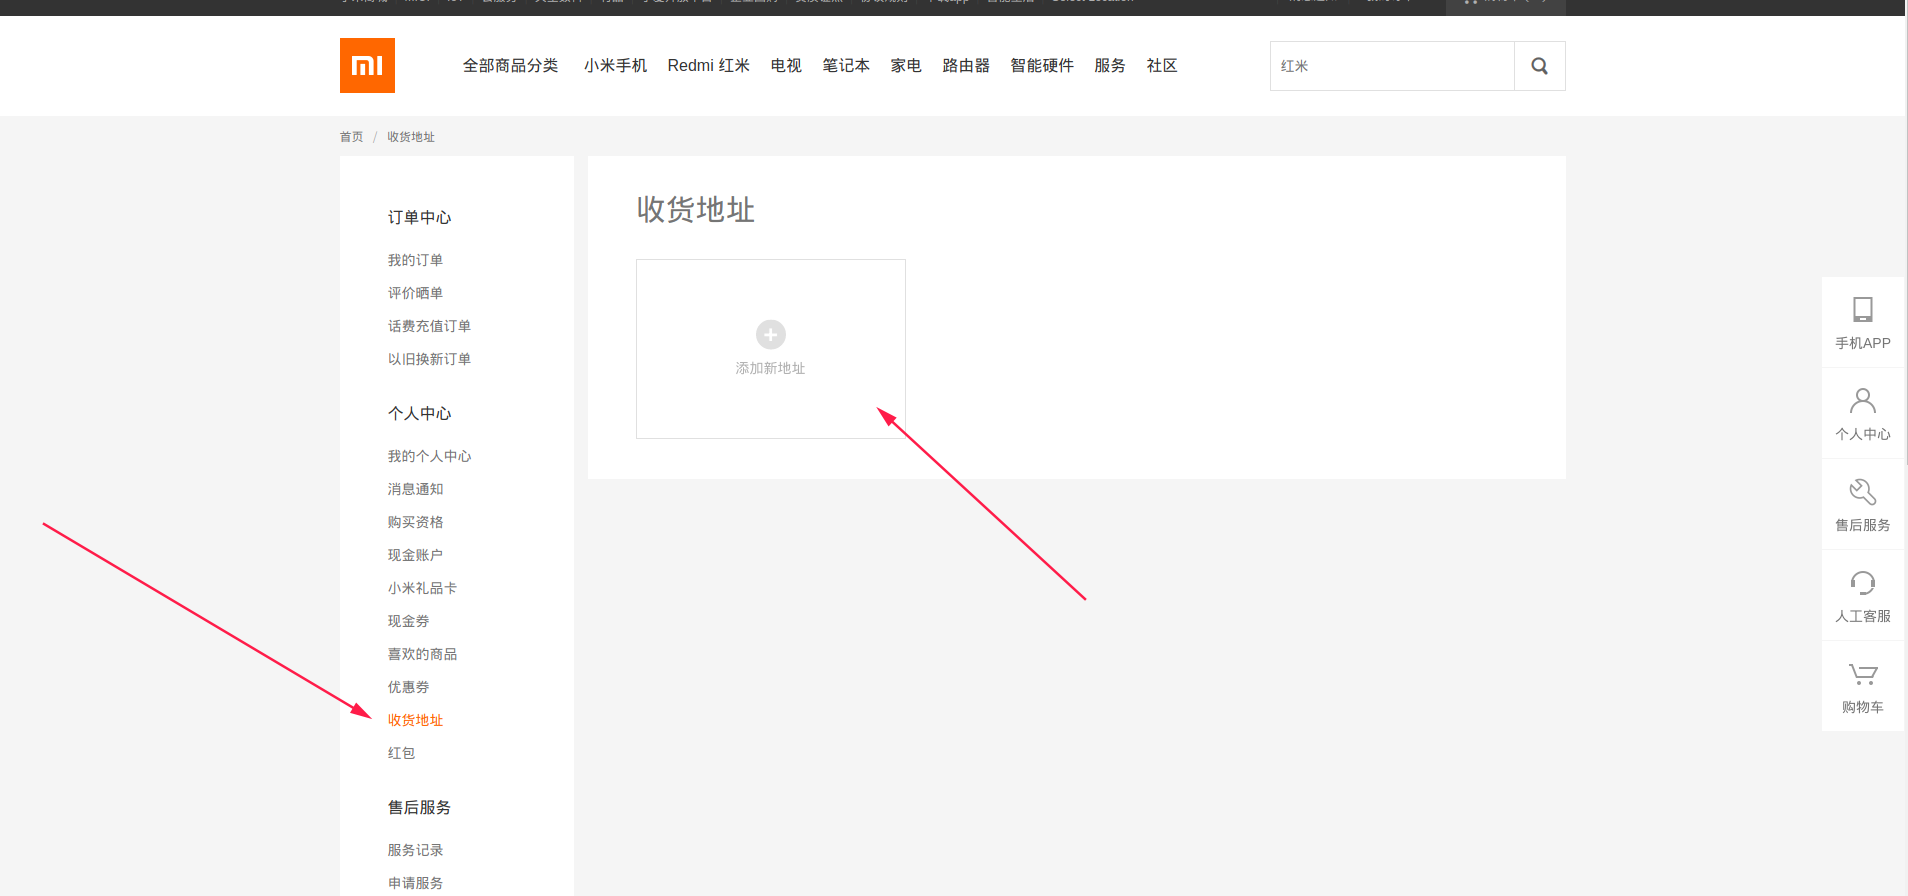 MI
全部商品分类 小米手机 Redmi 红米 电视 笔记本 家电 路由器 智能硬件 服务 社区
红米
首页 / 收货地址
订单中心
我的订单
评价晒单
话费充值订单
以旧换新订单
个人中心
我的个人中心
消息通知
购买资格
现金账户
小米礼品卡
现金券
喜欢的商品
优惠券
收货地址
红包
售后服务
服务记录
申请服务
收货地址
添加新地址
手机APP
个人中心
售后服务
人工客服
购物车